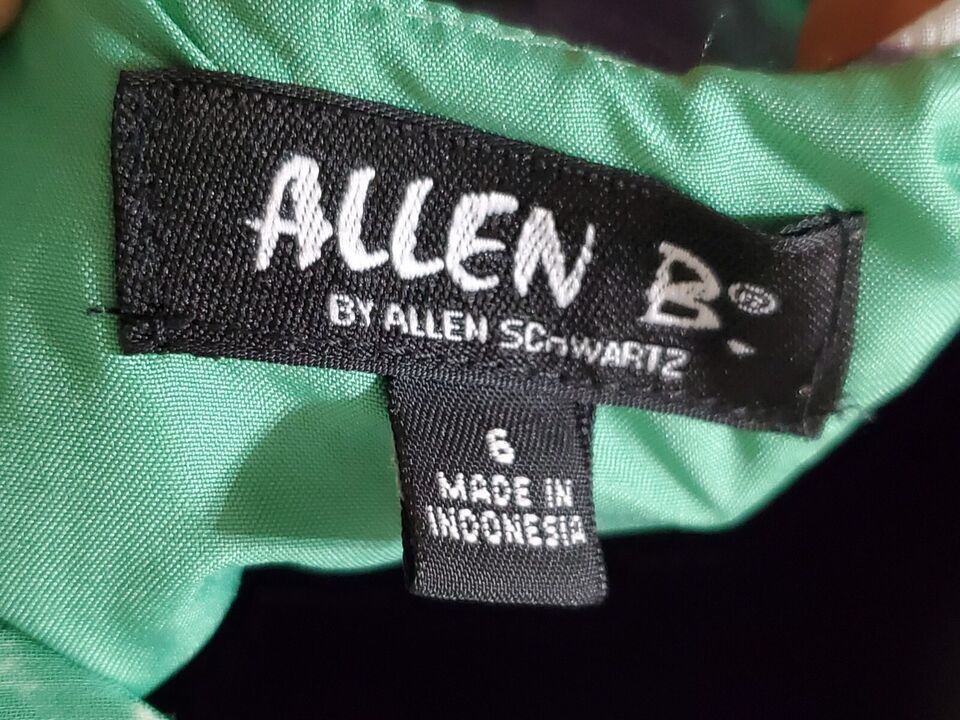 ALLEN B.®
BY ALLEN SCHWARTZ
6
MADE IN
INDONESIA